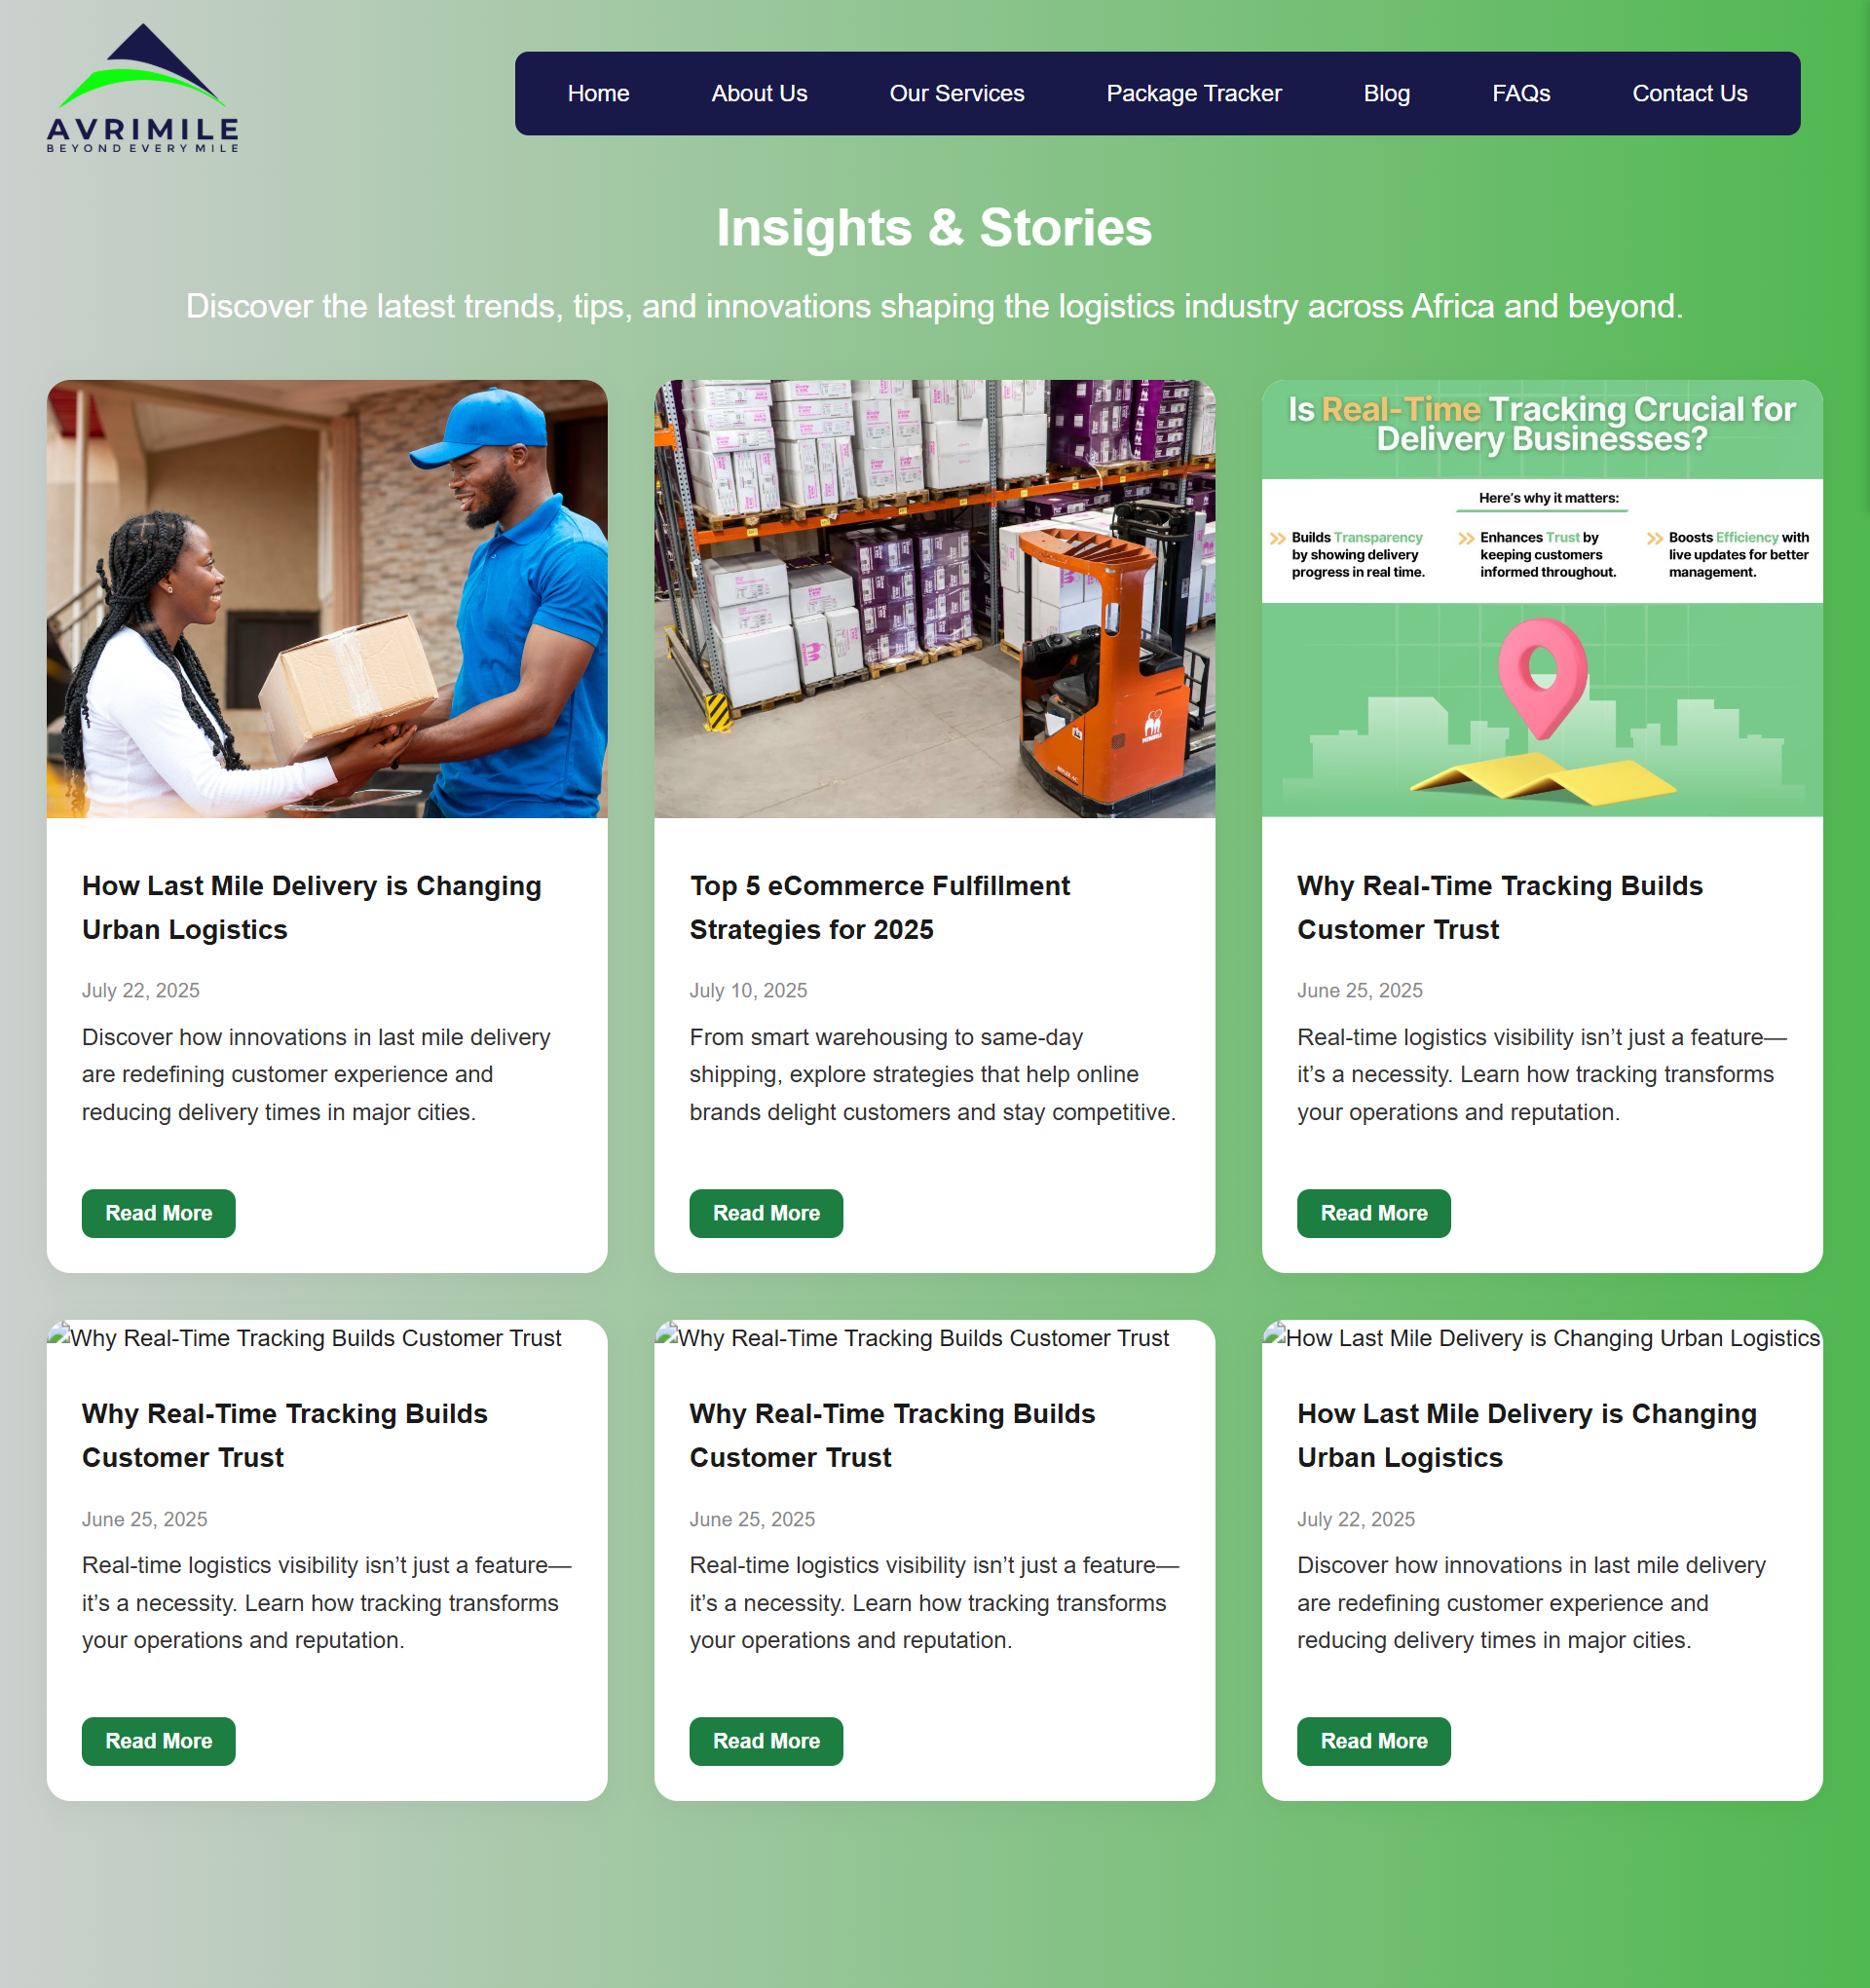 AVRIMILE
BEYOND EVERY MILE
Home
About Us
Our Services
Package Tracker
Blog
FAQs
Contact Us
Insights & Stories
Discover the latest trends, tips, and innovations shaping the logistics industry across Africa and beyond.
How Last Mile Delivery is Changing
Urban Logistics
July 22, 2025
Discover how innovations in last mile delivery
are redefining customer experience and
reducing delivery times in major cities.
Read More
Top 5 eCommerce Fulfillment
Strategies for 2025
July 10, 2025
From smart warehousing to same-day
shipping, explore strategies that help online
brands delight customers and stay competitive.
Read More
Is Real-Time Tracking Crucial for
Delivery Businesses?
Here's why it matters:
Builds Transparency
by showing delivery
progress in real time.
Enhances Trust by
keeping customers
informed throughout.
Boosts Efficiency with
live updates for better
management.
Why Real-Time Tracking Builds
Customer Trust
June 25, 2025
Real-time logistics visibility isn’t just a feature—
it’s a necessity. Learn how tracking transforms
your operations and reputation.
Read More
Why Real-Time Tracking Builds Customer Trust
Why Real-Time Tracking Builds
Customer Trust
June 25, 2025
Real-time logistics visibility isn’t just a feature—
it’s a necessity. Learn how tracking transforms
your operations and reputation.
Read More
Why Real-Time Tracking Builds Customer Trust
Why Real-Time Tracking Builds
Customer Trust
June 25, 2025
Real-time logistics visibility isn’t just a feature—
it’s a necessity. Learn how tracking transforms
your operations and reputation.
Read More
How Last Mile Delivery is Changing Urban Logistics
How Last Mile Delivery is Changing
Urban Logistics
July 22, 2025
Discover how innovations in last mile delivery
are redefining customer experience and
reducing delivery times in major cities.
Read More